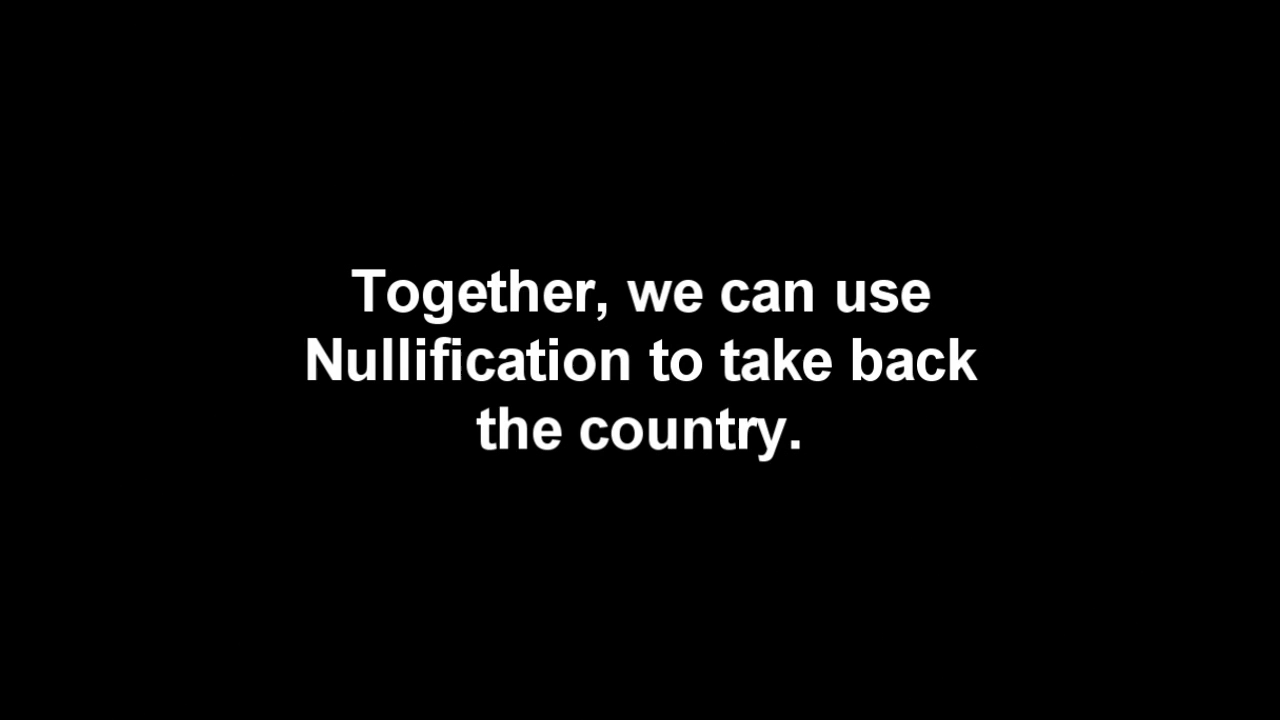 Together, we can use
Nullification to take back
the country.